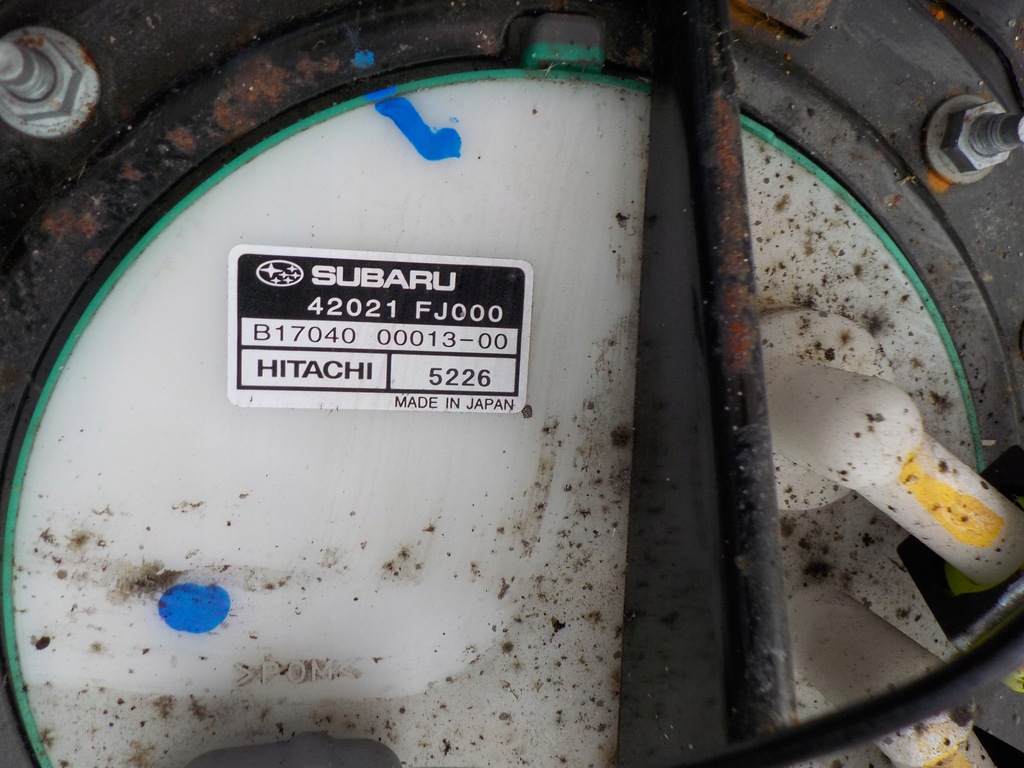 SUBARU
42021 FJ000
B17040 00013-00
HITACHI 5226
MADE IN JAPAN
>POM<